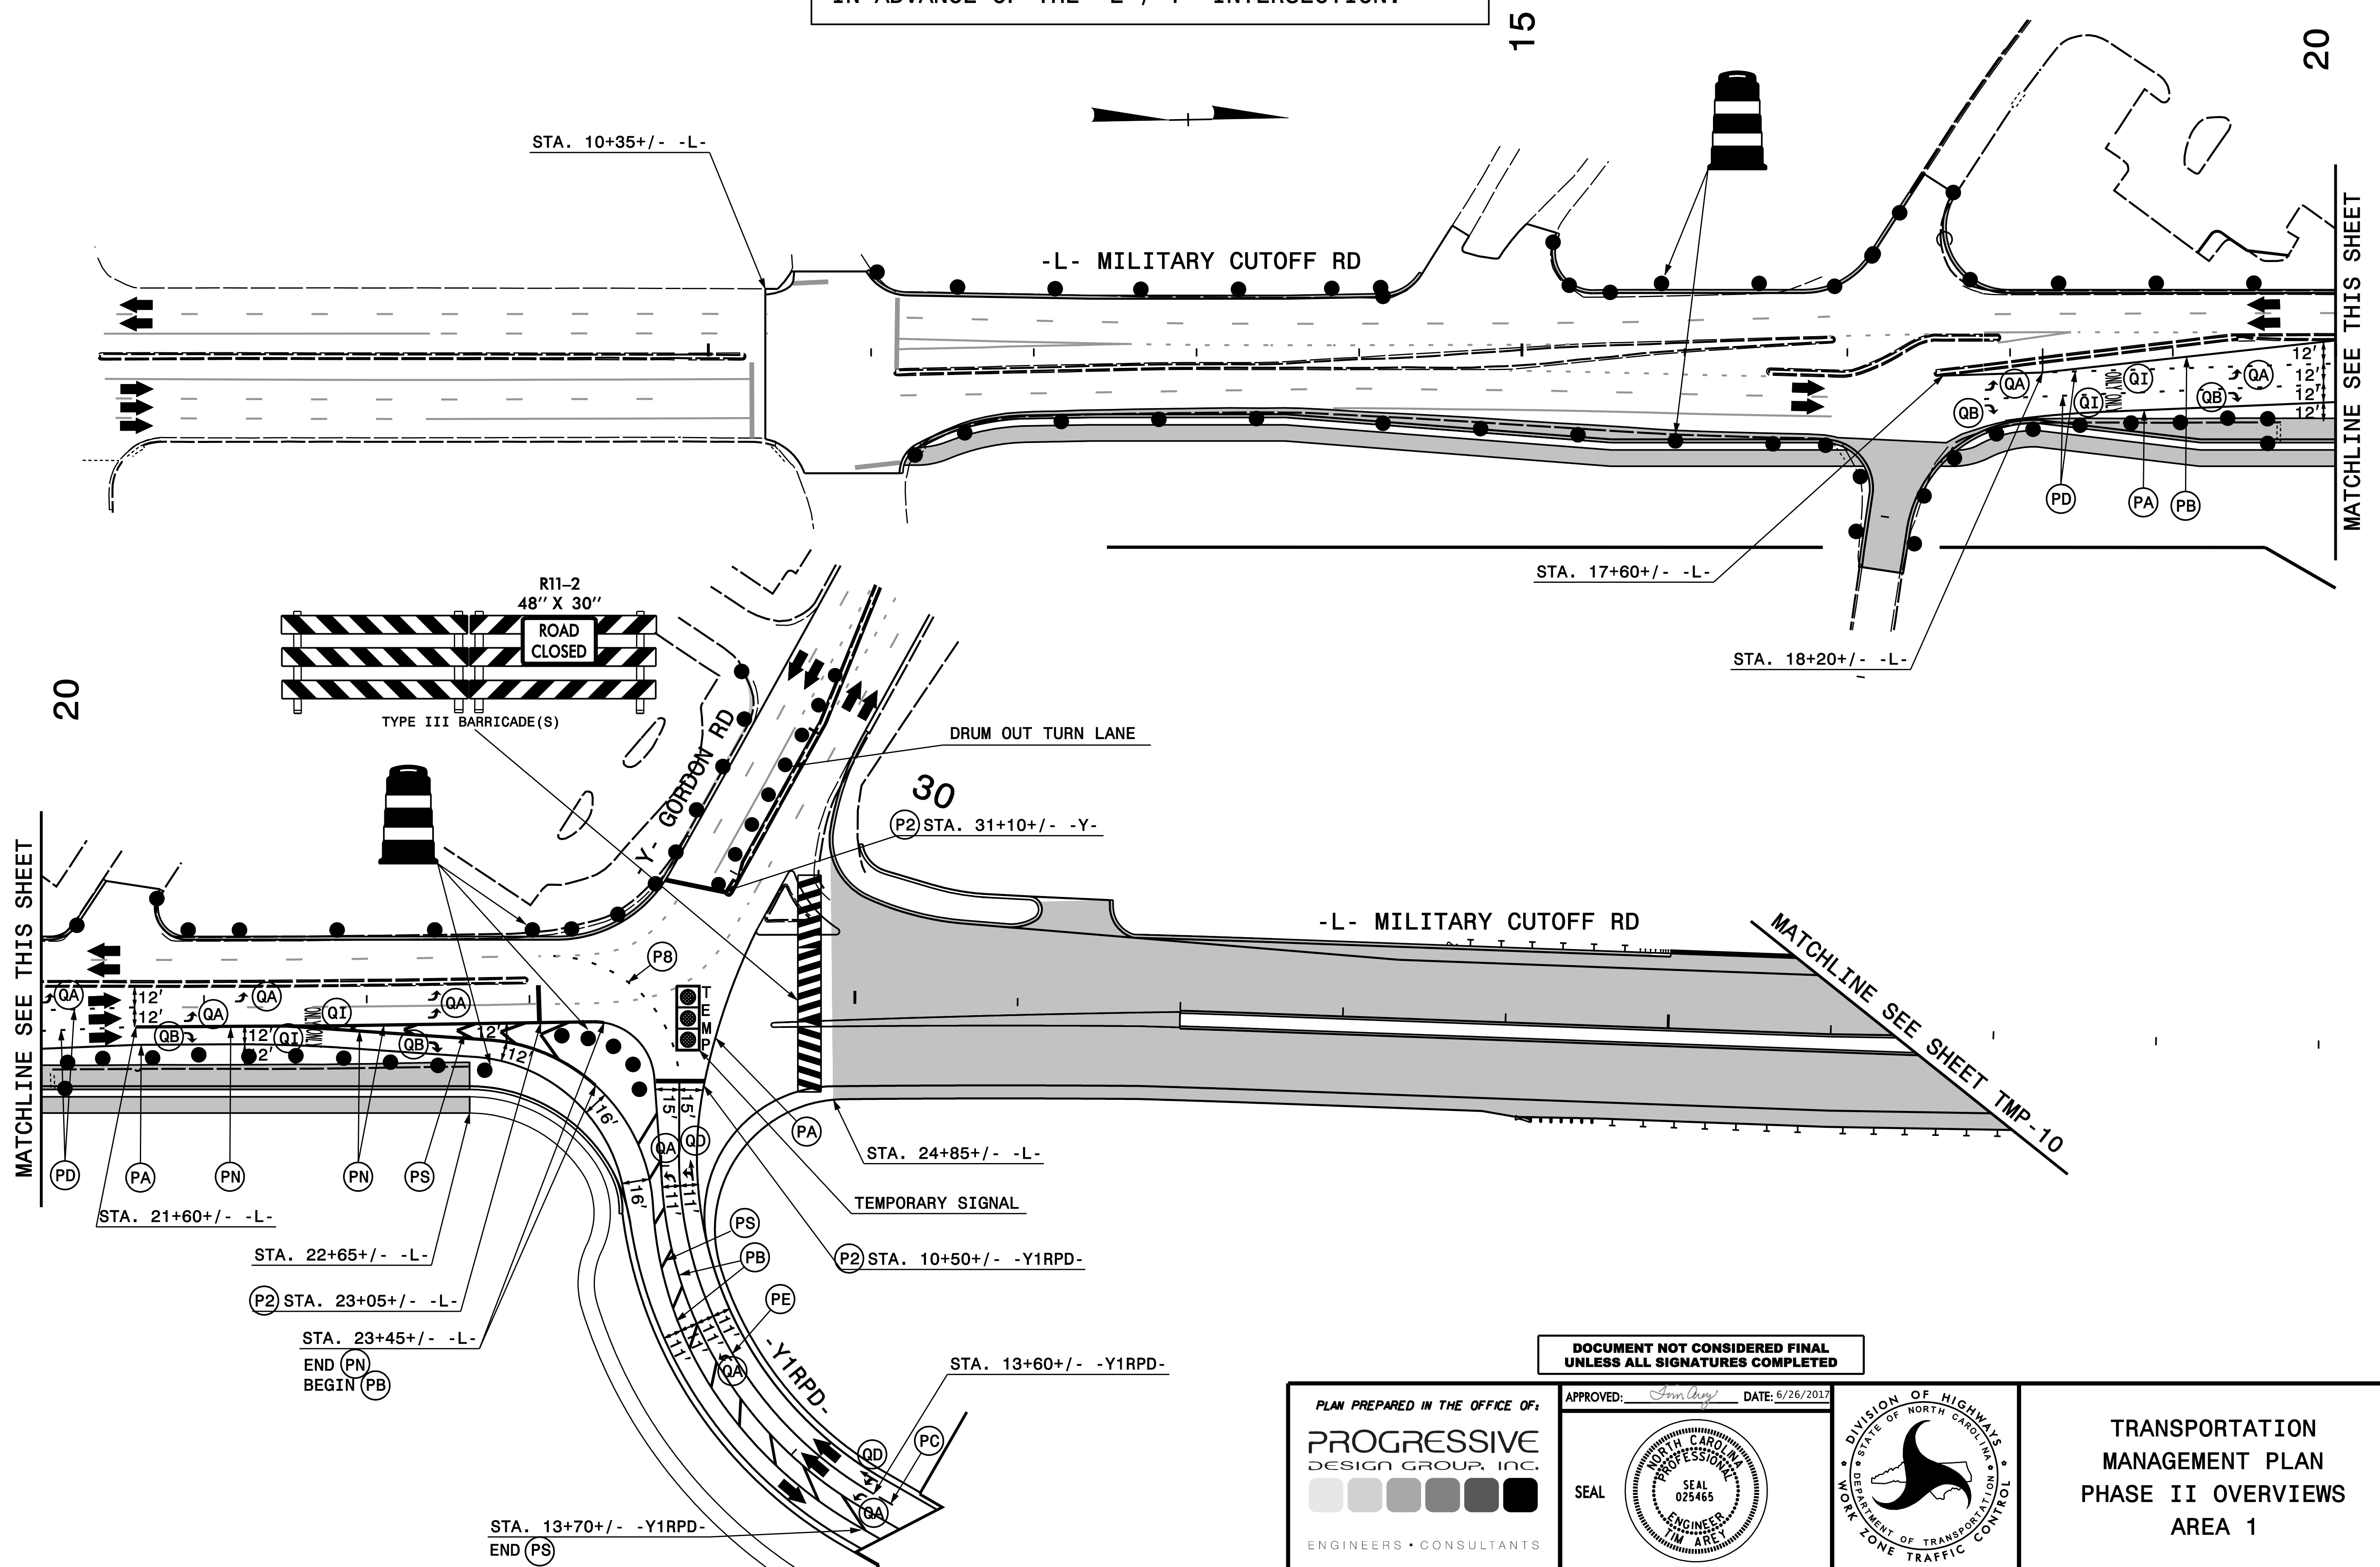 IN ADVANCE OF THE -L-/-Y- INTERSECTION.
15
20
STA. 10+35+/- -L-
-L- MILITARY CUTOFF RD
MATCHLINE SEE THIS SHEET
12'
12'
12'
12'
QA
QI
QA
QB
QI
QB
ONLY
ONLY
PD
PA
PB
STA. 17+60+/- -L-
STA. 18+20+/- -L-
R11-2
48'' X 30''
ROAD
CLOSED
TYPE III BARRICADE(S)
20
-Y- GORDON RD
DRUM OUT TURN LANE
30
P2 STA. 31+10+/- -Y-
MATCHLINE SEE THIS SHEET
-L- MILITARY CUTOFF RD
MATCHLINE SEE SHEET TMP-10
P8
TEMP
QA
12'
12'
QA
QA
QI
QA
QB
12'
QI
QB
12'
12'
12'
ONLY
ONLY
16'
15'
15'
QA
QD
16'
11'
11'
PD
PA
PN
PN
PS
PA
STA. 24+85+/- -L-
TEMPORARY SIGNAL
P2 STA. 10+50+/- -Y1RPD-
STA. 21+60+/- -L-
STA. 22+65+/- -L-
P2 STA. 23+05+/- -L-
STA. 23+45+/- -L-
END PN
BEGIN PB
PS
PB
PE
11'
11'
11'
11'
QA
-Y1RPD-
STA. 13+60+/- -Y1RPD-
QD
PC
QA
STA. 13+70+/- -Y1RPD-
END PS
DOCUMENT NOT CONSIDERED FINAL
UNLESS ALL SIGNATURES COMPLETED
PLAN PREPARED IN THE OFFICE OF:
PROGRESSIVE
DESIGN GROUP, INC.
ENGINEERS • CONSULTANTS
APPROVED: Tim Arey DATE: 6/26/2017
SEAL
NORTH CAROLINA
PROFESSIONAL
SEAL
025465
ENGINEER
TIM AREY
DIVISION OF HIGHWAYS
STATE OF NORTH CAROLINA
DEPARTMENT OF TRANSPORTATION
WORK ZONE TRAFFIC CONTROL
TRANSPORTATION
MANAGEMENT PLAN
PHASE II OVERVIEWS
AREA 1